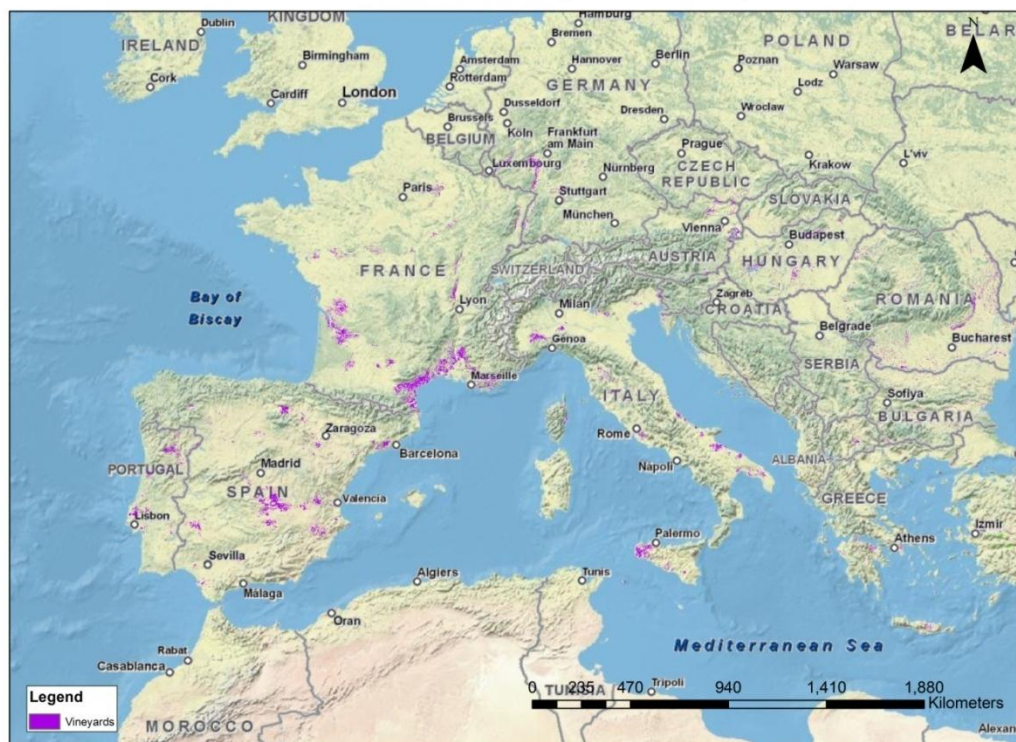 KINGDOM
Hamburg
N
Dublin
Bremen
BELAR
IRELAND
POLAND
Birmingham
Amsterdam
Hannover
Berlin
Poznan
Warsaw
Cork
Rotterdam
GERMANY
Lodz
Cardiff
London
Dusseldorf
Dresden
Wroclaw
Brussels
Köln
BELGIUM
Frankfurt
am Main
Prague
L'viv
Luxembourg
CZECH
REPUBLIC
Krakow
Nürnberg
Paris
Stuttgart
SLOVAKIA
München
Vienna
Budapest
AUSTRIA
HUNGARY
FRANCE
SWITZERLAND
Bay of
Biscay
Lyon
Milan
Zagreb
CROATIA
ROMANIA
Genoa
Belgrade
Bucharest
SERBIA
Marseille
ITALY
Sofiya
BULGARIA
Zaragoza
Rome
Barcelona
PORTUGAL
Madrid
Napoli
ALBANIA
SPAIN
Valencia
GREECE
Lisbon
Izmir
Palermo
Athens
Sevilla
Málaga
Algiers
Tunis
Oran
Rabat
Mediterranean Sea
Casablanca
Legend
Vineyards
TUNISIA
Tripoli
0 235 470 940 1,410 1,880
Kilometers
MOROCCO
Alexan